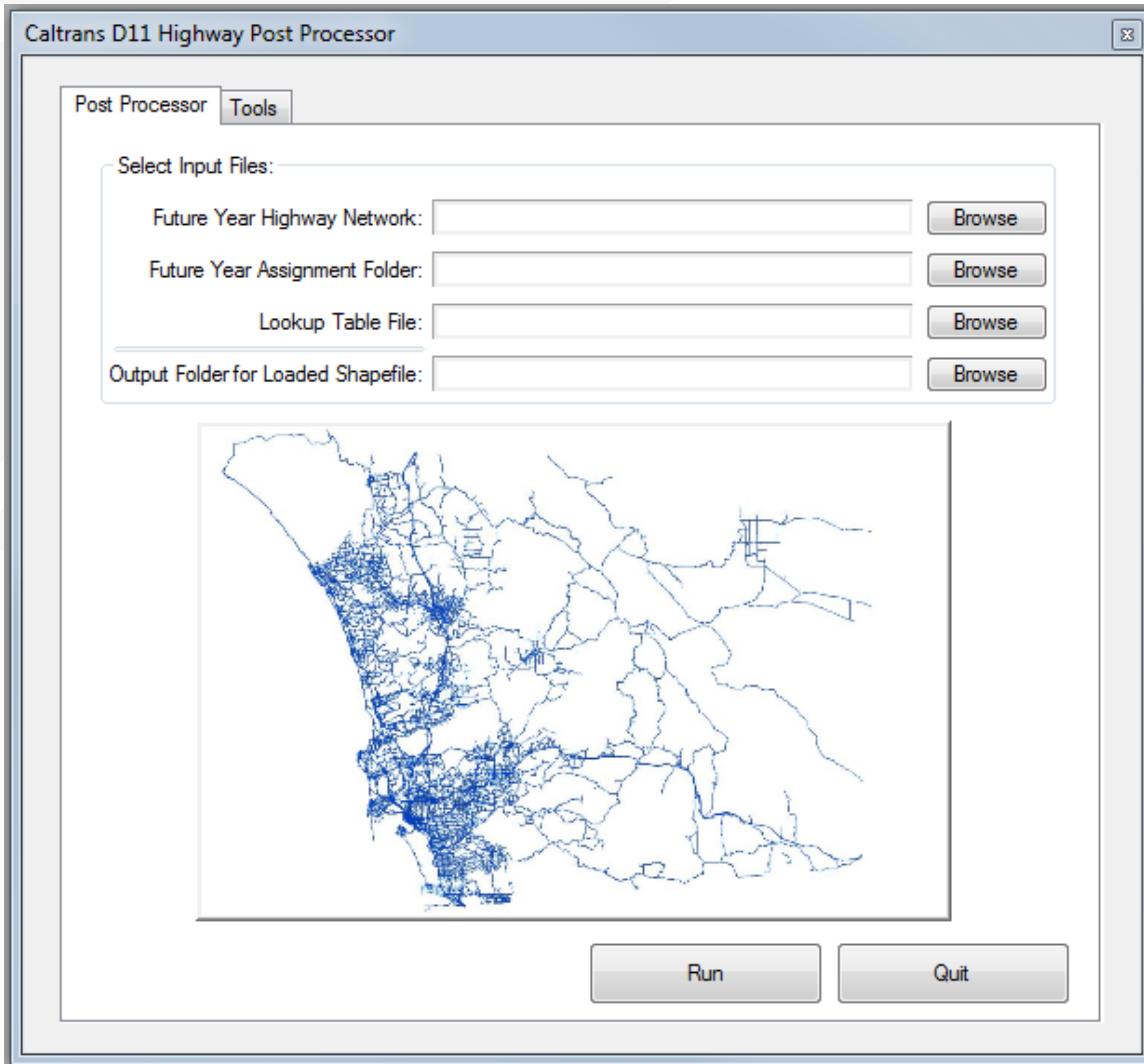 Caltrans D11 Highway Post Processor
Post Processor
Tools
Select Input Files:
Future Year Highway Network:
Browse
Future Year Assignment Folder:
Browse
Lookup Table File:
Browse
Output Folder for Loaded Shapefile:
Browse
Run
Quit